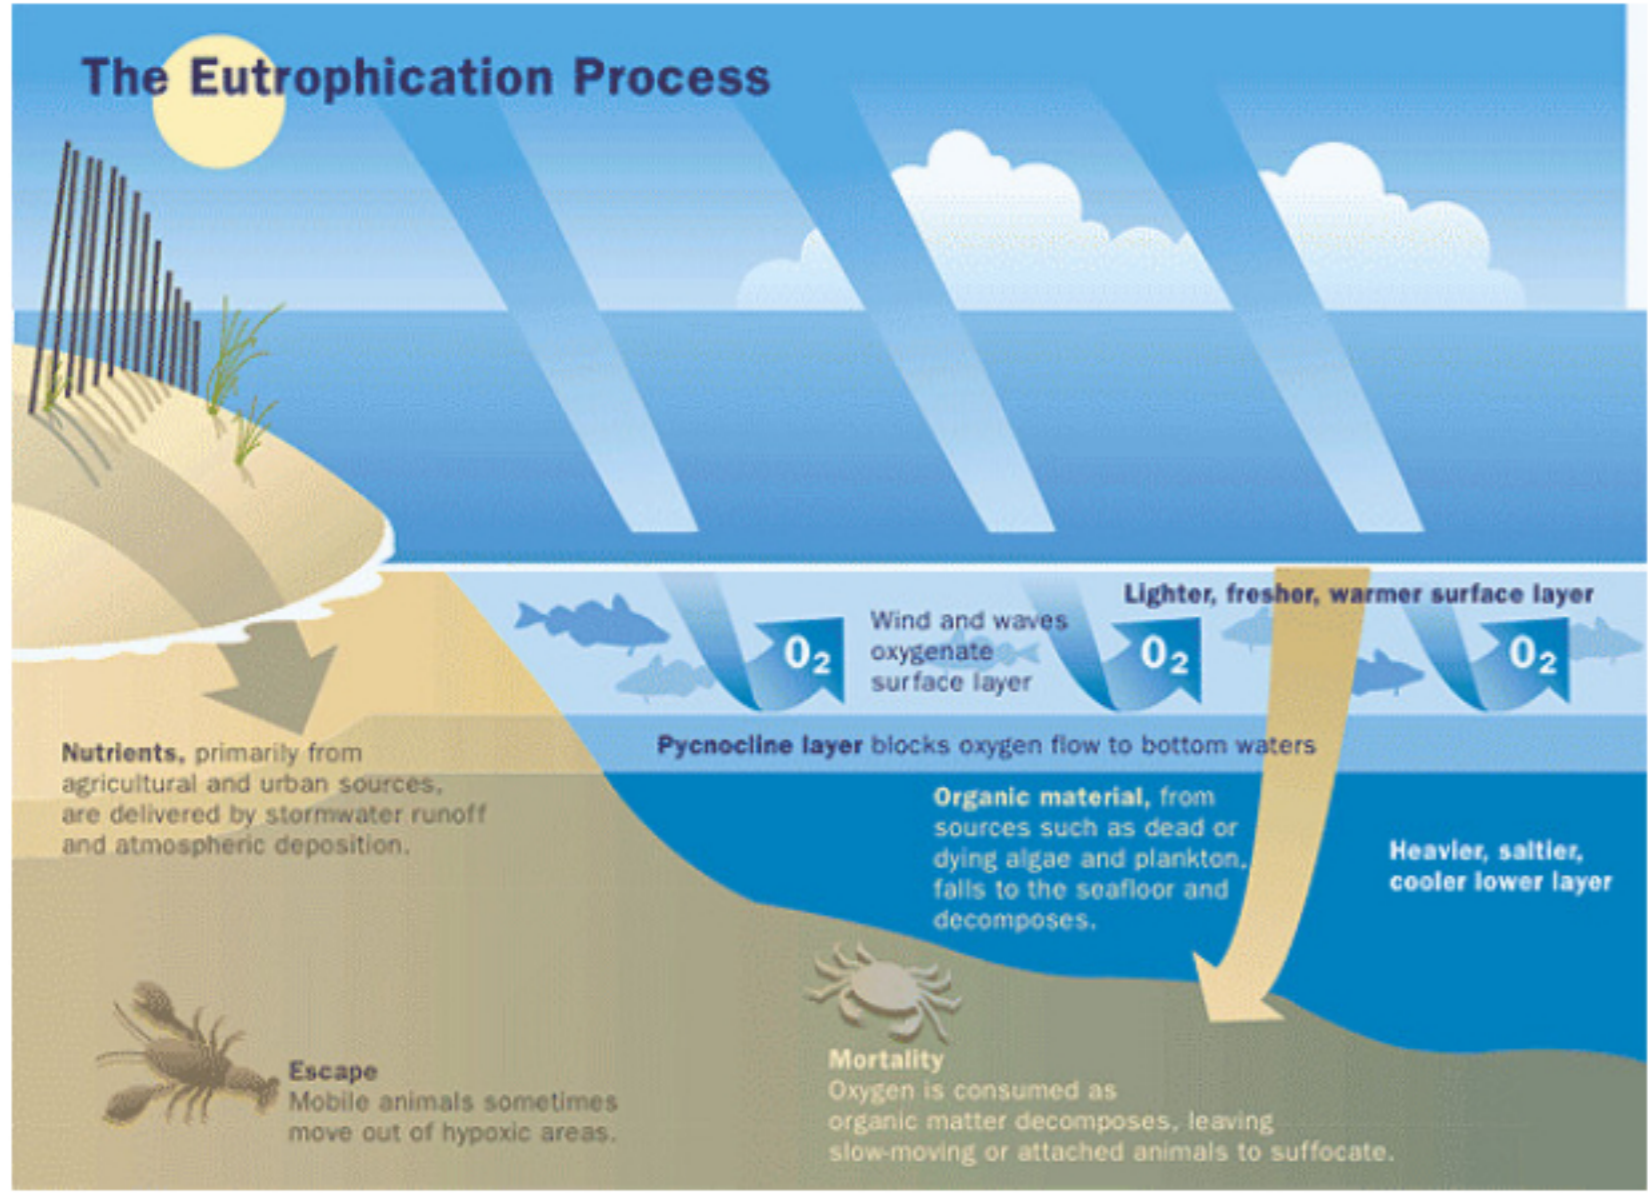 The Eutrophication Process
Lighter, fresher, warmer surface layer
Wind and waves
oxygenate
surface layer
O2
O2
O2
Pycnocline layer blocks oxygen flow to bottom waters
Nutrients, primarily from
agricultural and urban sources,
are delivered by stormwater runoff
and atmospheric deposition.
Organic material, from
sources such as dead or
dying algae and plankton,
falls to the seafloor and
decomposes.
Heavier, saltier,
cooler lower layer
Escape
Mobile animals sometimes
move out of hypoxic areas.
Mortality
Oxygen is consumed as
organic matter decomposes, leaving
slow-moving or attached animals to suffocate.